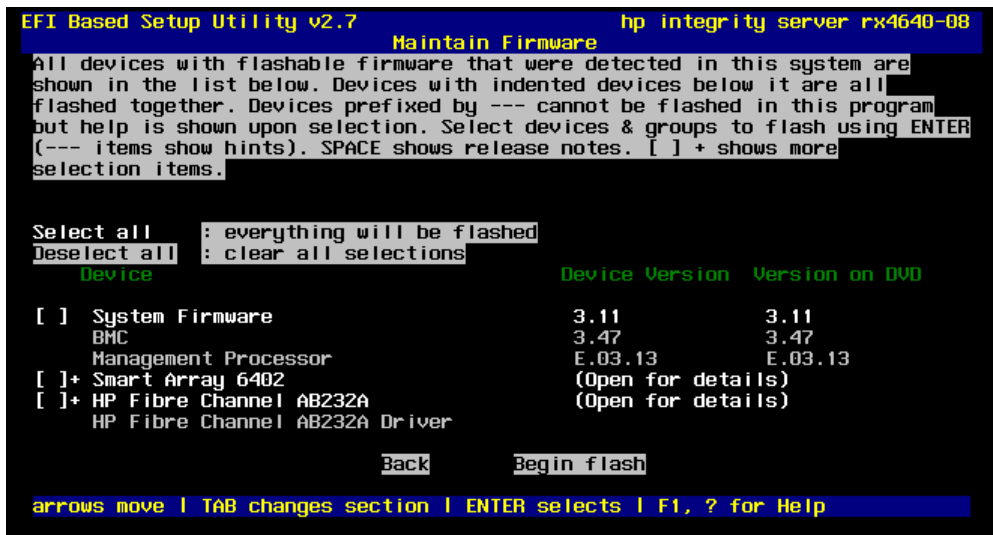 EFI Based Setup Utility v2.7 hp integrity server rx4640-08
Maintain Firmware
All devices with flashable firmware that were detected in this system are
shown in the list below. Devices with indented devices below it are all
flashed together. Devices prefixed by --- cannot be flashed in this program
but help is shown upon selection. Select devices & groups to flash using ENTER
(--- items show hints). SPACE shows release notes. [ ] + shows more
selection items.
Select all : everything will be flashed
Deselect all : clear all selections
Device Device Version Version on DVD
[ ] System Firmware 3.11 3.11
BMC 3.47 3.47
Management Processor E.03.13 E.03.13
[ ]+ Smart Array 6402 (Open for details)
[ ]+ HP Fibre Channel AB232A (Open for details)
HP Fibre Channel AB232A Driver
Back Begin flash
arrows move | TAB changes section | ENTER selects | F1, ? for Help